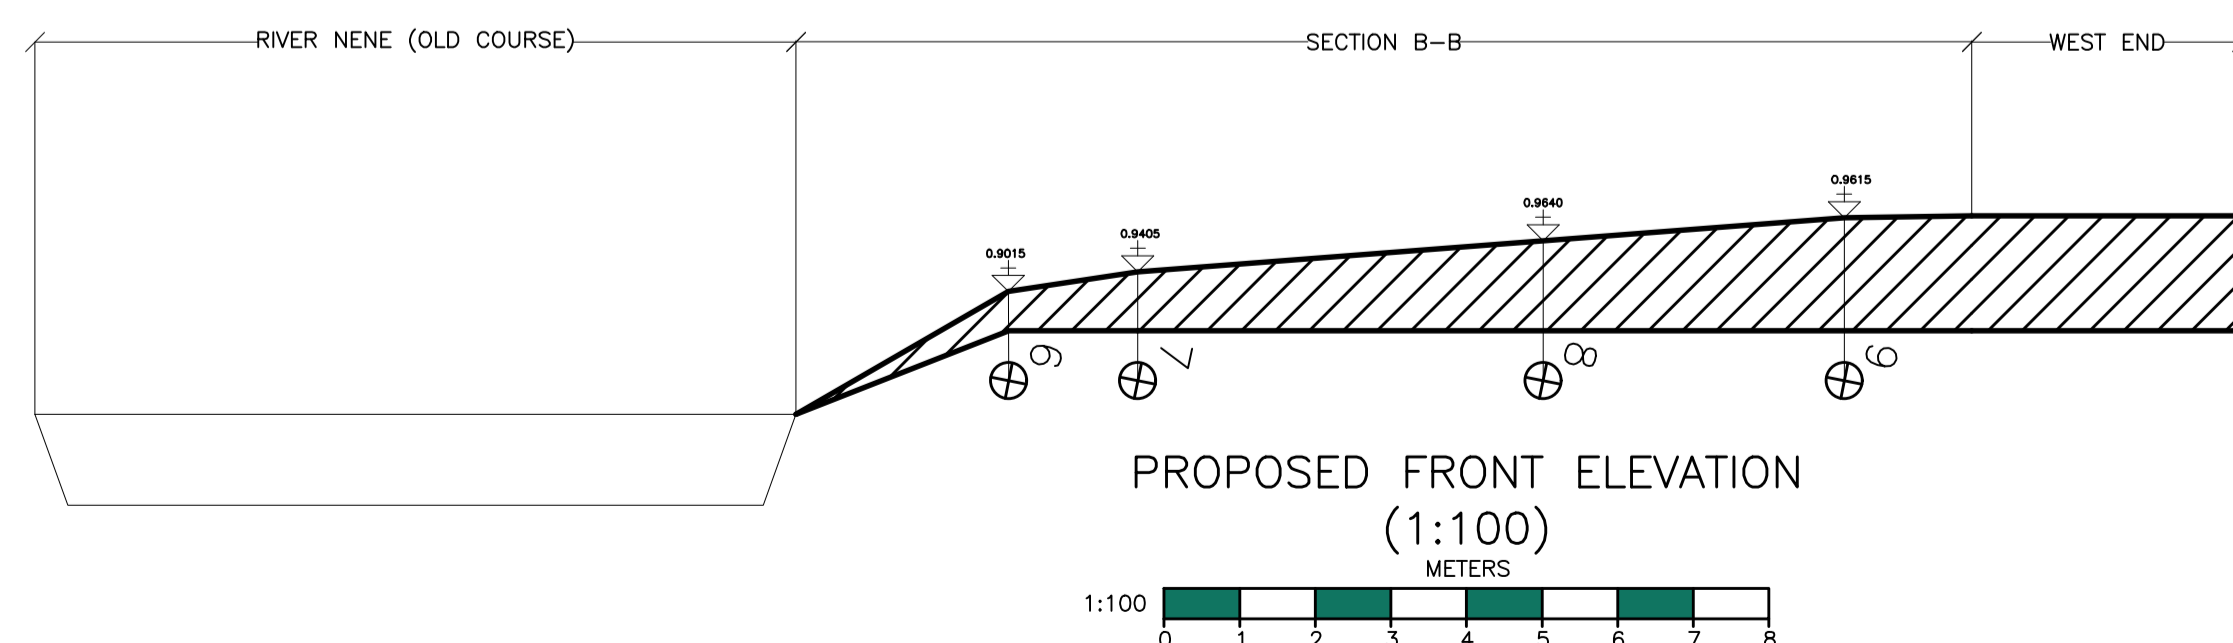 RIVER NENE (OLD COURSE)
SECTION B-B
WEST END
0.9615
0.9640
0.9405
0.9015
6
7
8
9
PROPOSED FRONT ELEVATION
(1:100)
METERS
1:100
0 1 2 3 4 5 6 7 8